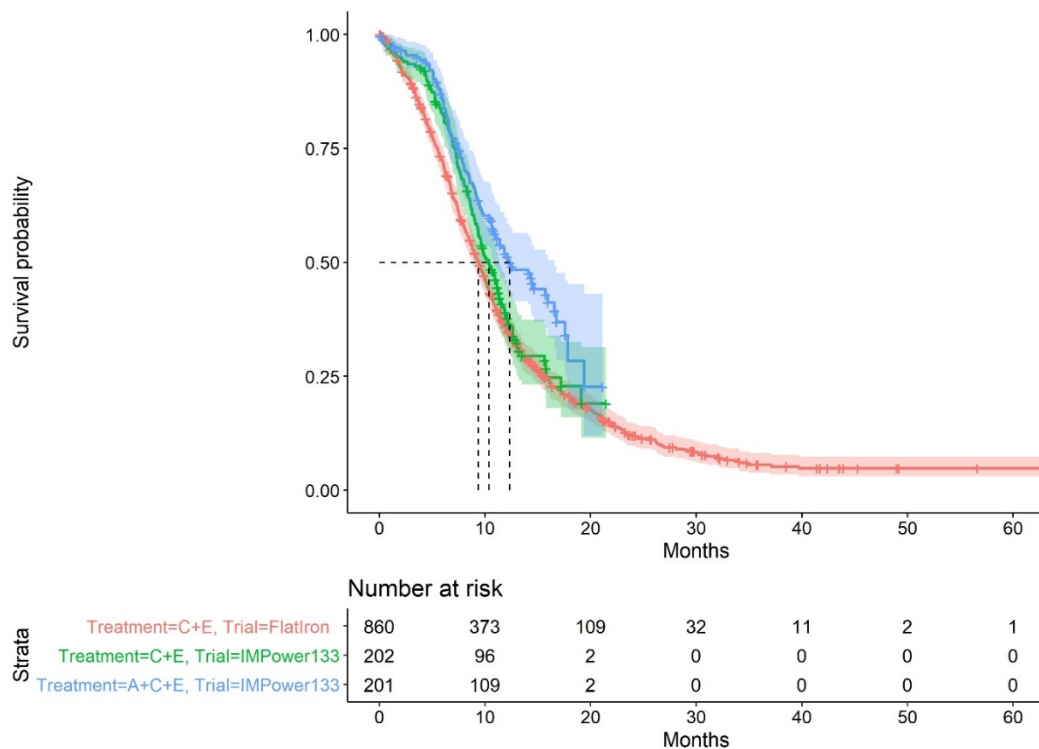 1.00
0.75
0.50
0.25
0.00
Survival probability
0 10 20 30 40 50 60
Months
Number at risk
Strata
Treatment=C+E, Trial=FlatIron 860 373 109 32 11 2 1
Treatment=C+E, Trial=IMPower133 202 96 2 0 0 0 0
Treatment=A+C+E, Trial=IMPower133 201 109 2 0 0 0 0
0 10 20 30 40 50 60
Months